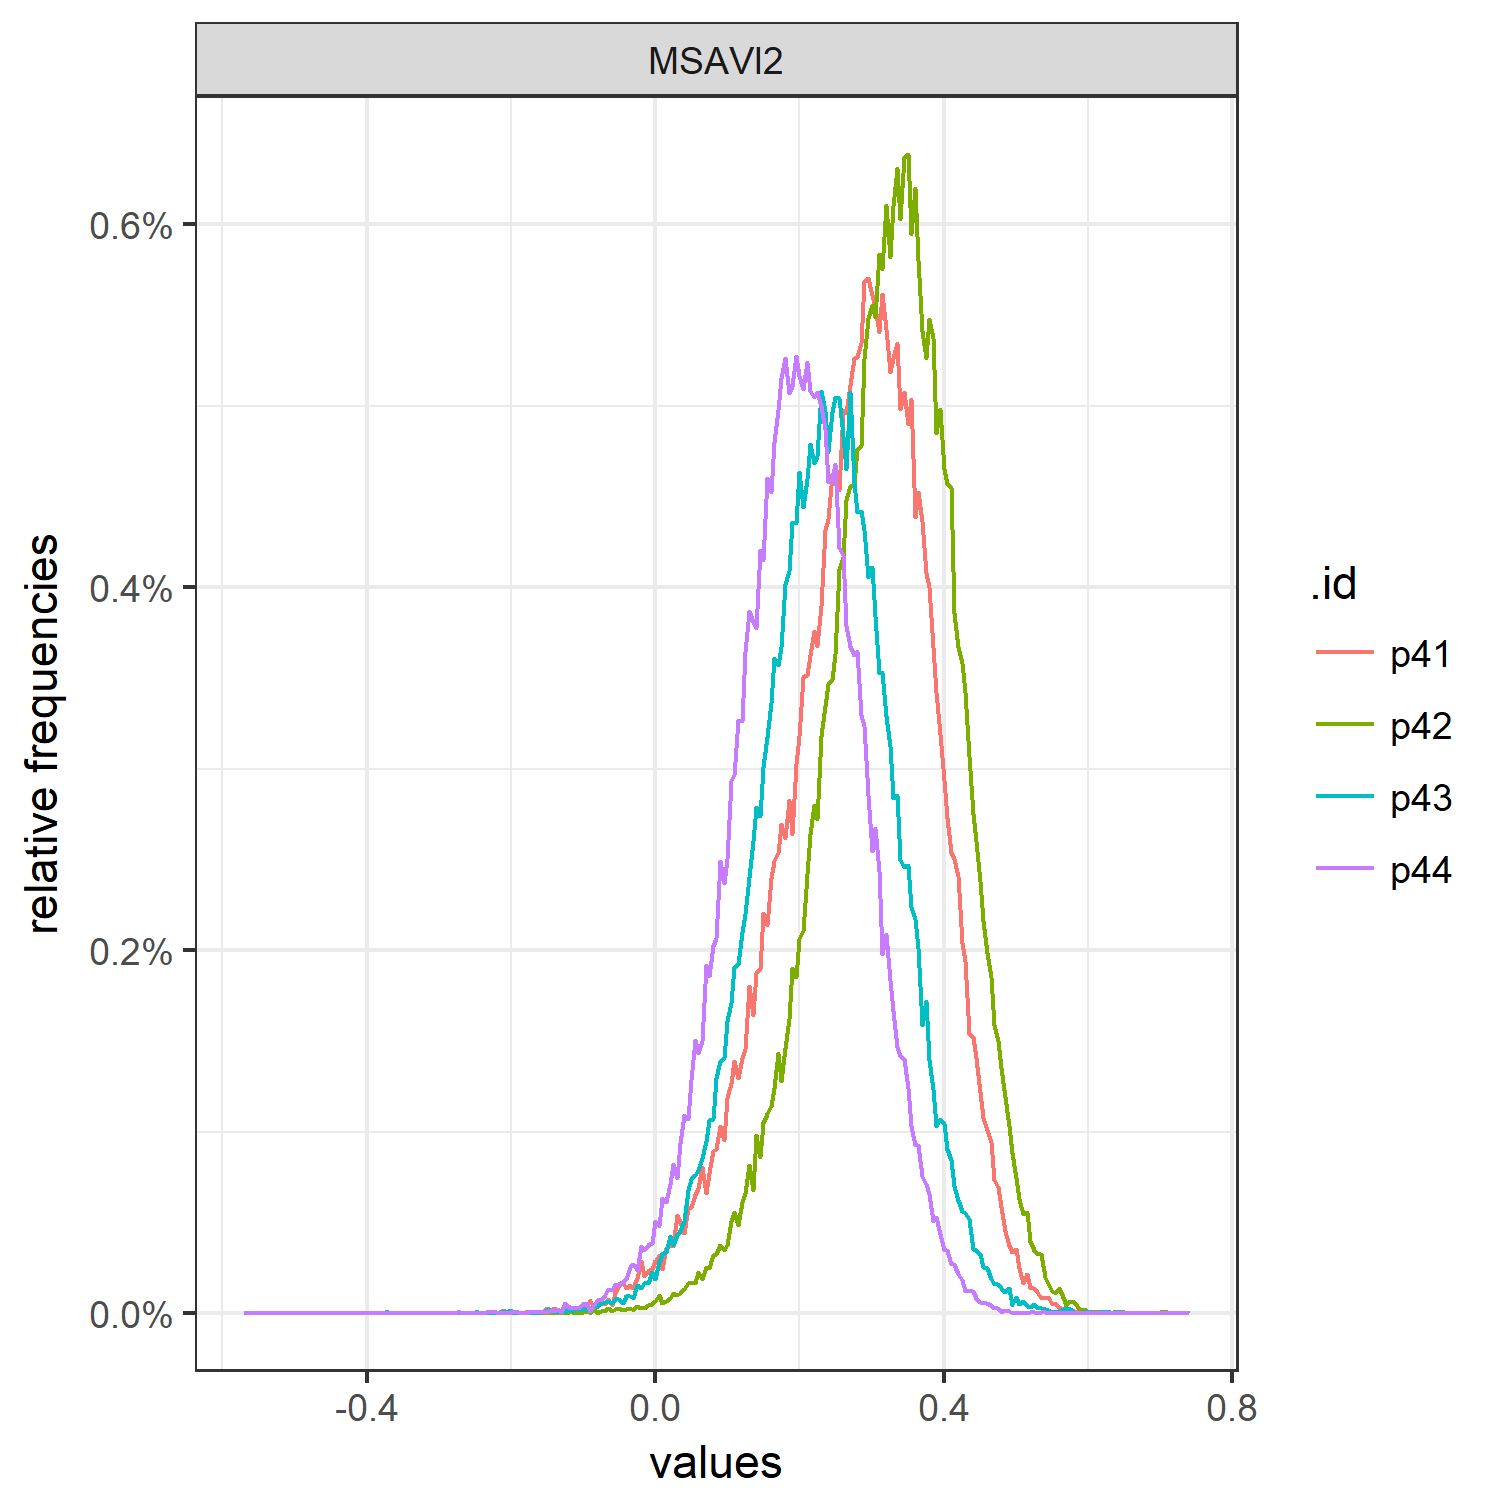 MSAVI2
0.6%
0.4%
0.2%
0.0%
relative frequencies
-0.4
0.0
0.4
0.8
values
.id
p41
p42
p43
p44